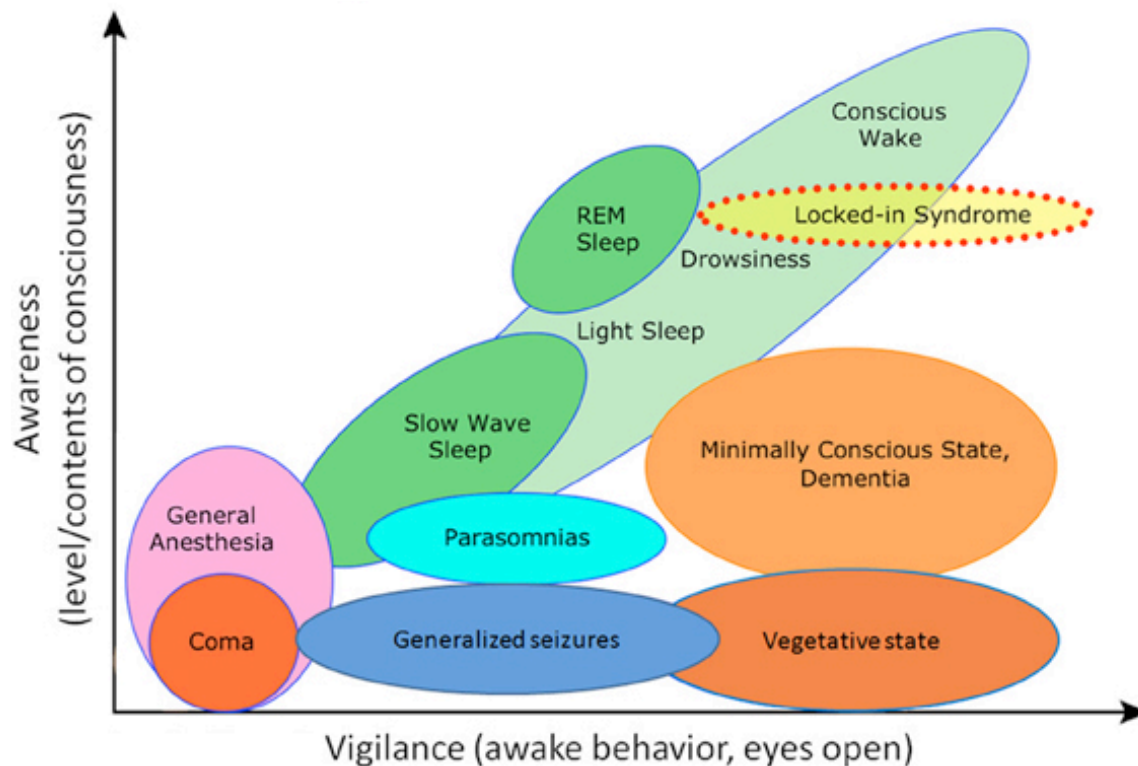 Awareness
(level/contents of consciousness)
Conscious
Wake
REM
Sleep
Locked-in Syndrome
Drowsiness
Light Sleep
Slow Wave
Sleep
Minimally Conscious State,
Dementia
General
Anesthesia
Parasomnias
Coma
Generalized seizures
Vegetative state
Vigilance (awake behavior, eyes open)